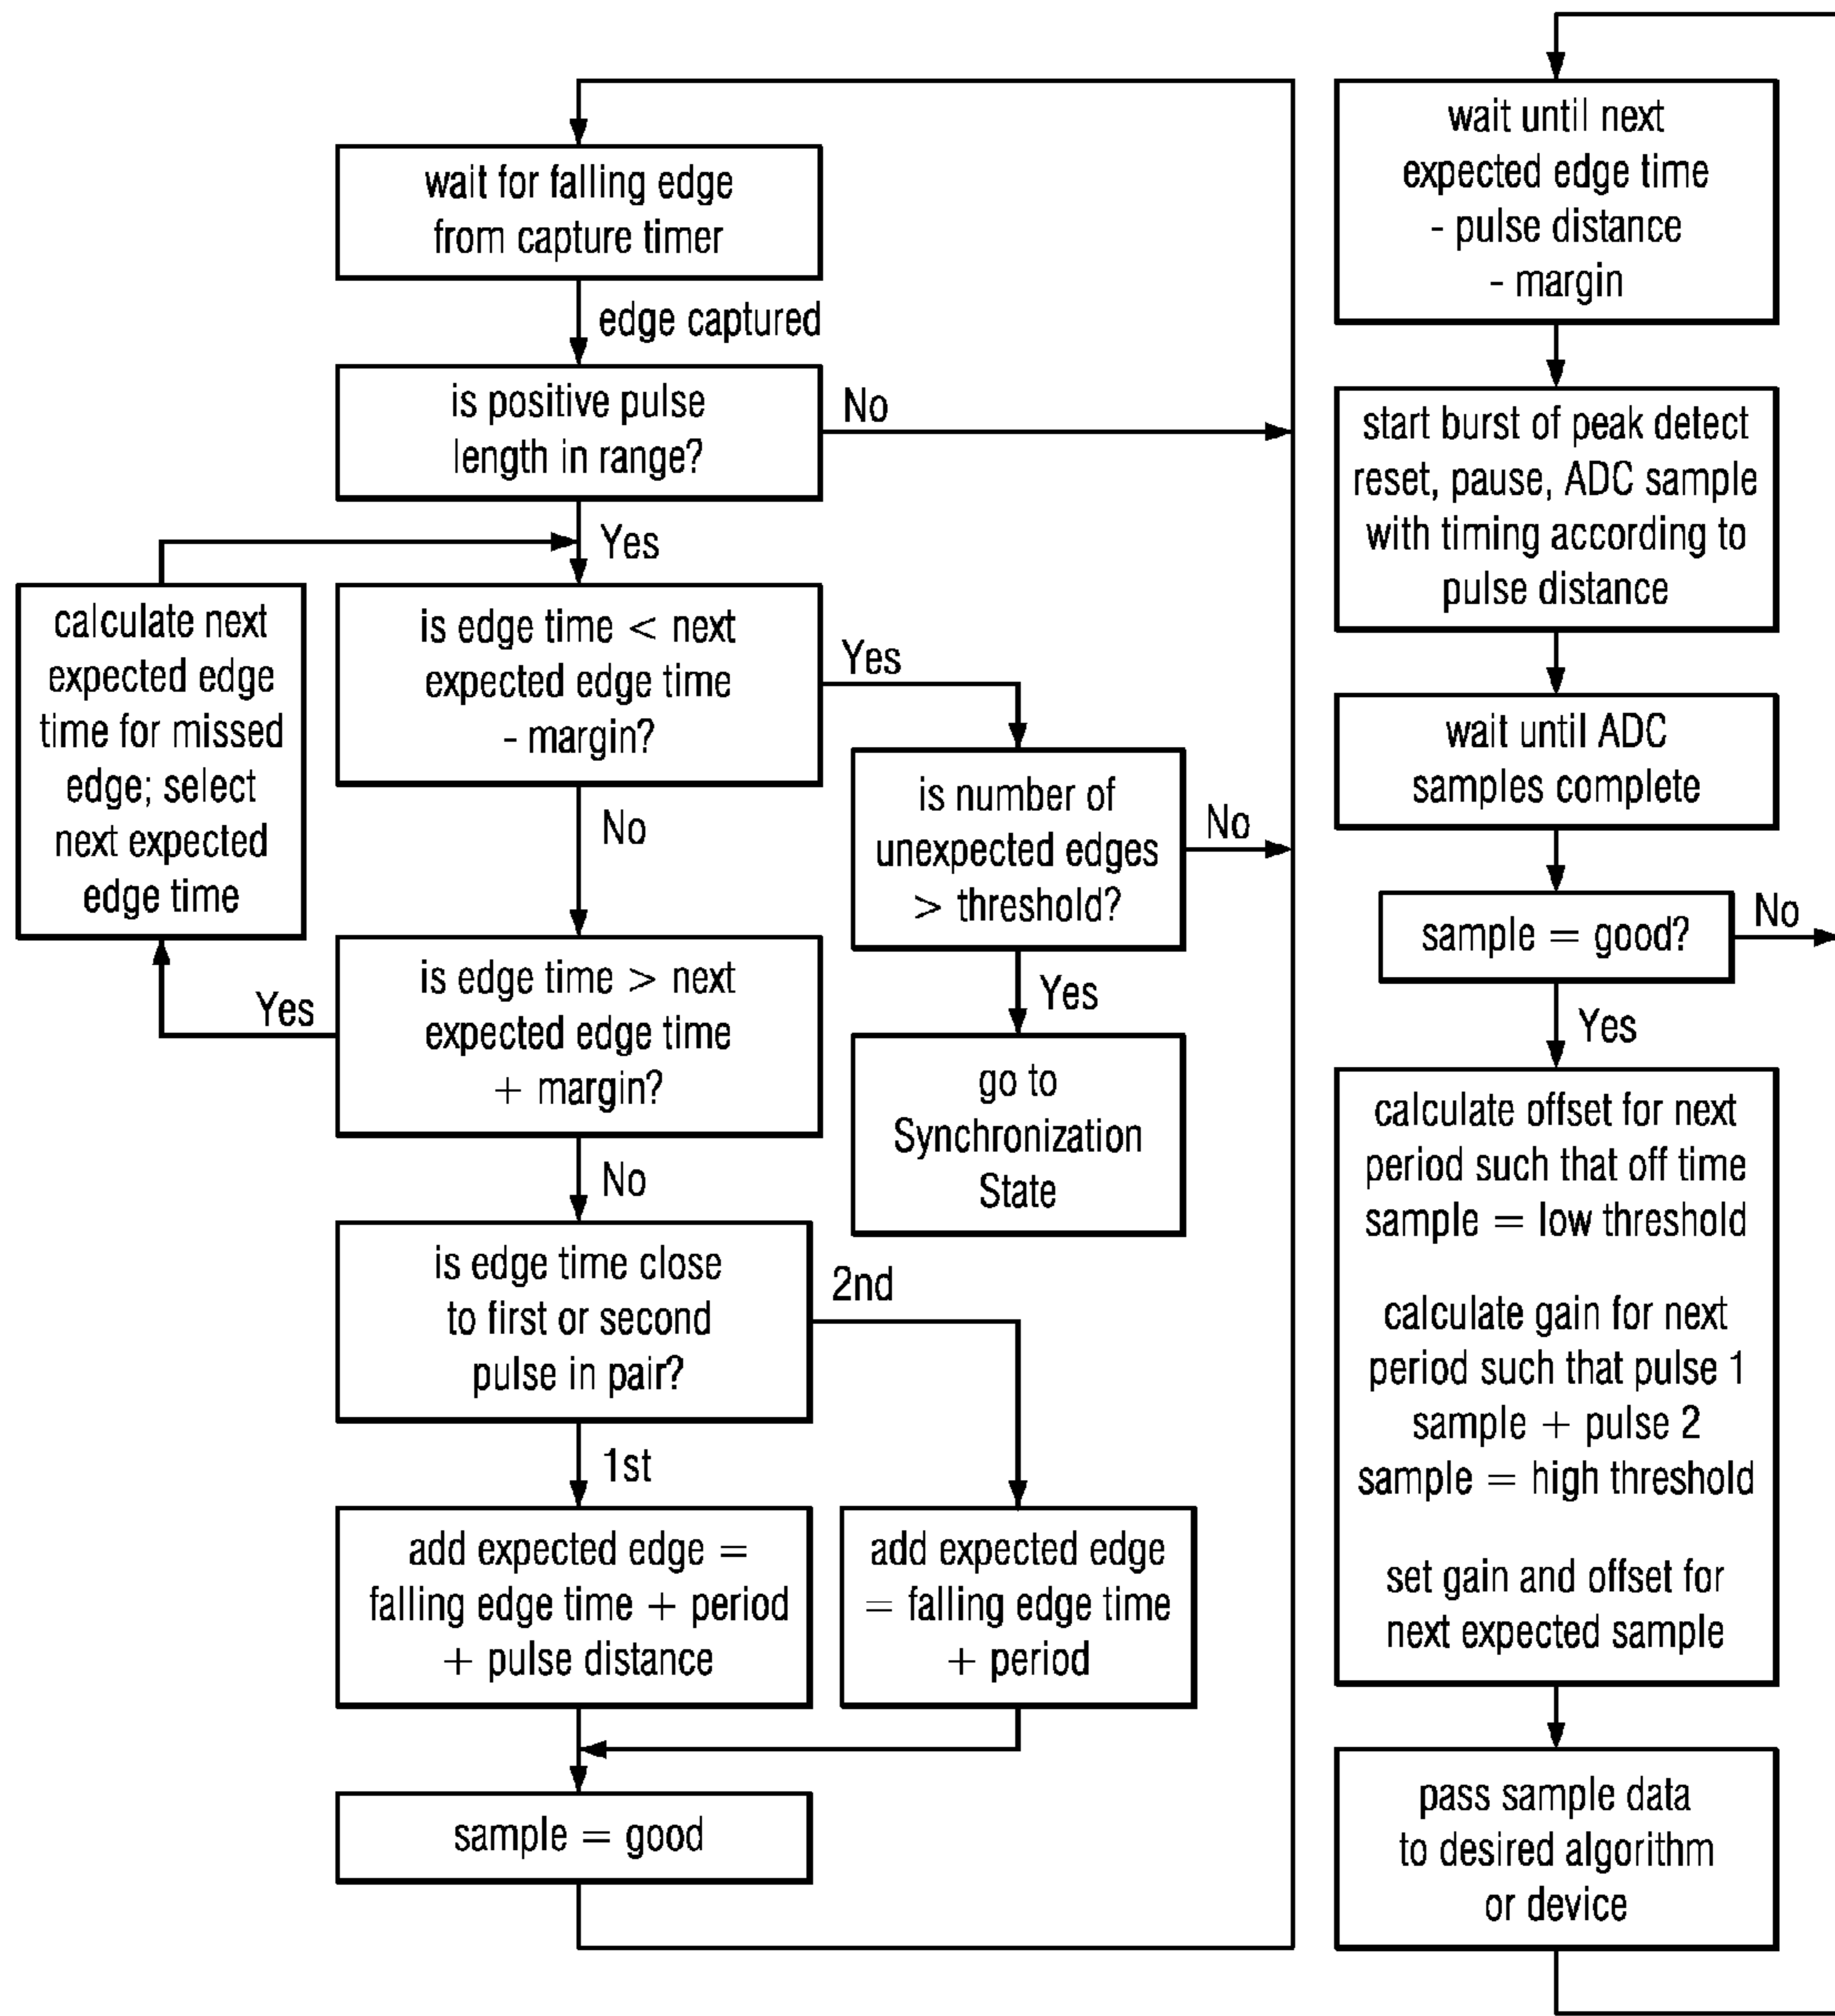 wait for falling edge
from capture timer
edge captured
is positive pulse
length in range?
No
Yes
calculate next
expected edge
time for missed
edge; select
next expected
edge time
is edge time < next
expected edge time
- margin?
Yes
No
is number of
unexpected edges
> threshold?
No
Yes
go to
Synchronization
State
is edge time > next
expected edge time
+ margin?
Yes
No
is edge time close
to first or second
pulse in pair?
2nd
1st
add expected edge =
falling edge time + period
+ pulse distance
add expected edge
= falling edge time
+ period
sample = good
wait until next
expected edge time
- pulse distance
- margin
start burst of peak detect
reset, pause, ADC sample
with timing according to
pulse distance
wait until ADC
samples complete
sample = good?
No
Yes
calculate offset for next
period such that off time
sample = low threshold
calculate gain for next
period such that pulse 1
sample + pulse 2
sample = high threshold
set gain and offset for
next expected sample
pass sample data
to desired algorithm
or device